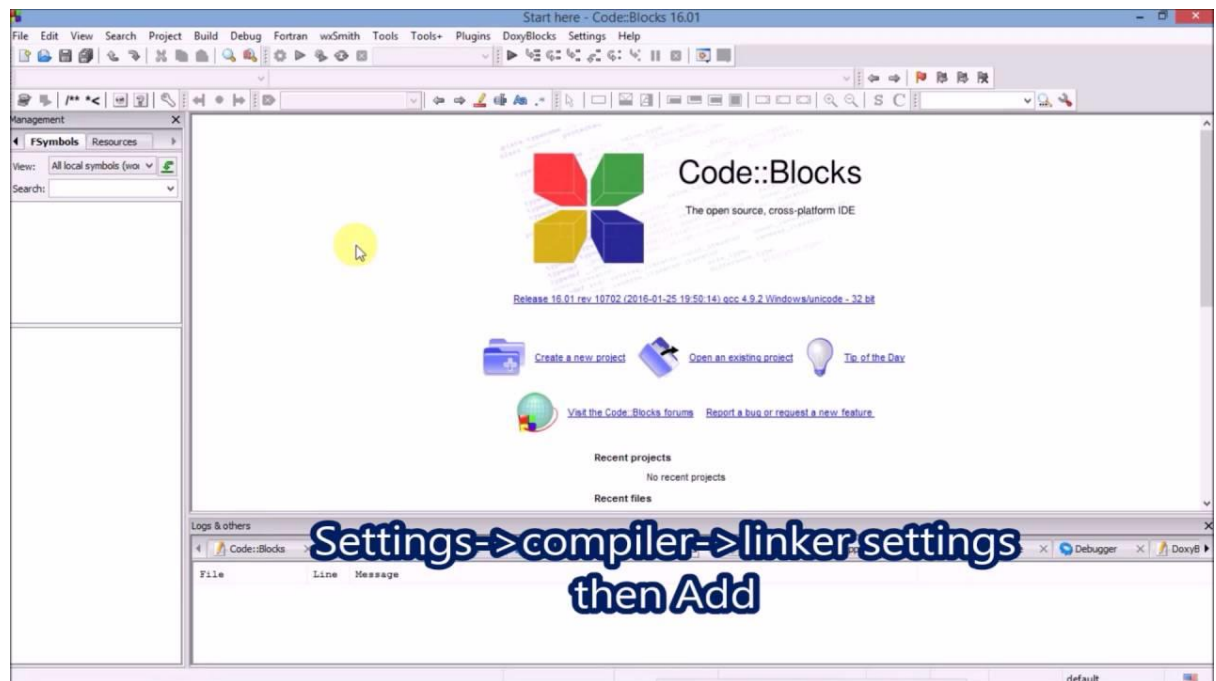 Start here - Code::Blocks 16.01
File Edit View Search Project Build Debug Fortran wxSmith Tools Tools+ Plugins DoxyBlocks Settings Help
/** *<
S C
Management
FSymbols Resources
View: All local symbols (wor
Search:
Code::Blocks
The open source, cross-platform IDE
Release 16.01 rev 10702 (2016-01-25 19:50:14) gcc 4.9.2 Windows/unicode - 32 bit
Create a new project Open an existing project Tip of the Day
Visit the Code::Blocks forums Report a bug or request a new feature
Recent projects
No recent projects
Recent files
Logs & others
Code::Blocks Debugger DoxyB
Settings->compiler->linker settings
then Add
File Line Message
default